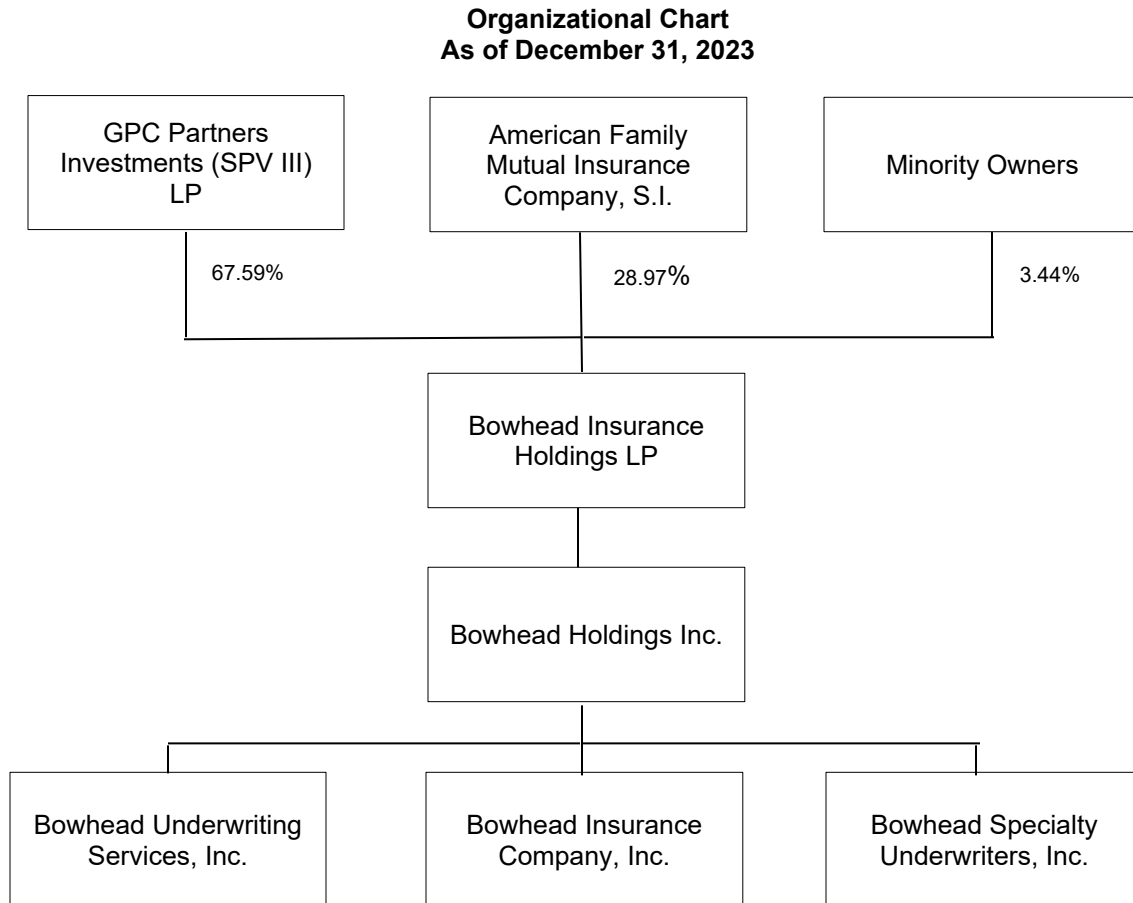 Organizational Chart
As of December 31, 2023
GPC Partners
Investments (SPV III)
LP
American Family
Mutual Insurance
Company, S.I.
Minority Owners
67.59%
28.97%
3.44%
Bowhead Insurance
Holdings LP
Bowhead Holdings Inc.
Bowhead Underwriting
Services, Inc.
Bowhead Insurance
Company, Inc.
Bowhead Specialty
Underwriters, Inc.